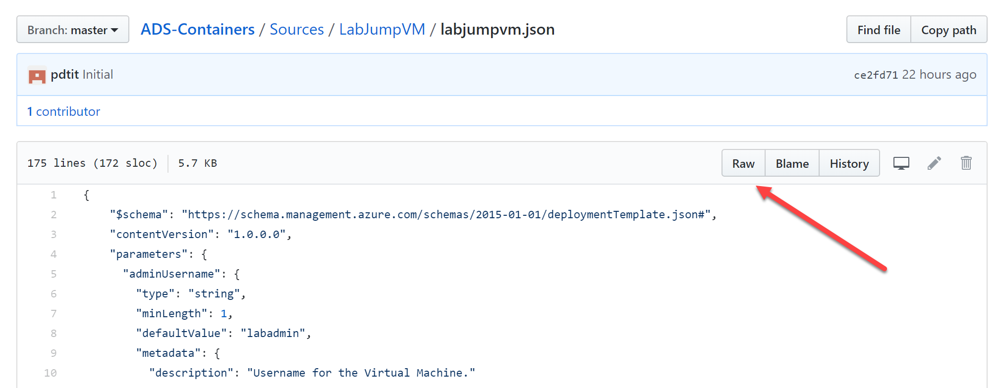 Branch: master ADS-Containers / Sources / LabJumpVM / labjumpvm.json Find file Copy path
pdtit Initial ce2fd71 22 hours ago
1 contributor
175 lines (172 sloc) 5.7 KB Raw Blame History
1 {
2 "$schema": "https://schema.management.azure.com/schemas/2015-01-01/deploymentTemplate.json#",
3 "contentVersion": "1.0.0.0",
4 "parameters": {
5 "adminUsername": {
6 "type": "string",
7 "minLength": 1,
8 "defaultValue": "labadmin",
9 "metadata": {
10 "description": "Username for the Virtual Machine."